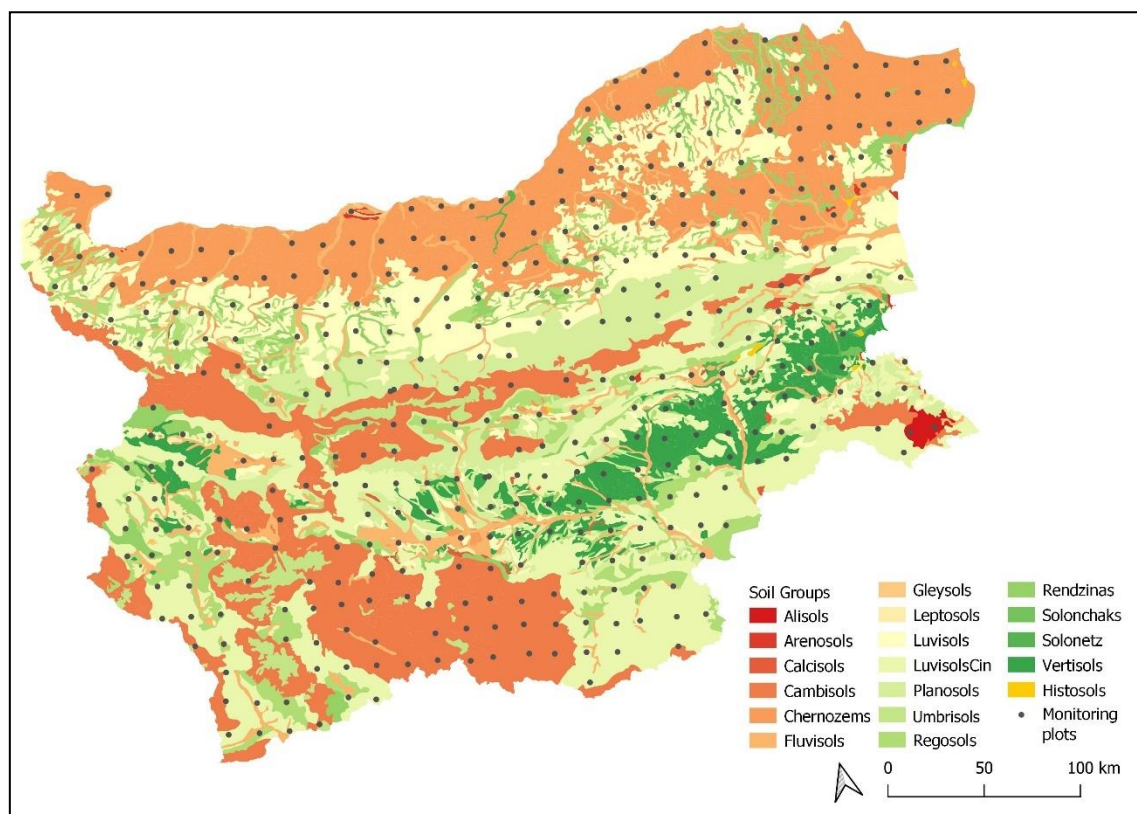 Soil Groups
Alisols
Arenosols
Calcisols
Cambisols
Chernozems
Fluvisols
Gleysols
Leptosols
Luvisols
LuvisolsCin
Planosols
Umbrisols
Regosols
Rendzinas
Solonchaks
Solonetz
Vertisols
Histosols
Monitoring
plots
0 50 100 km